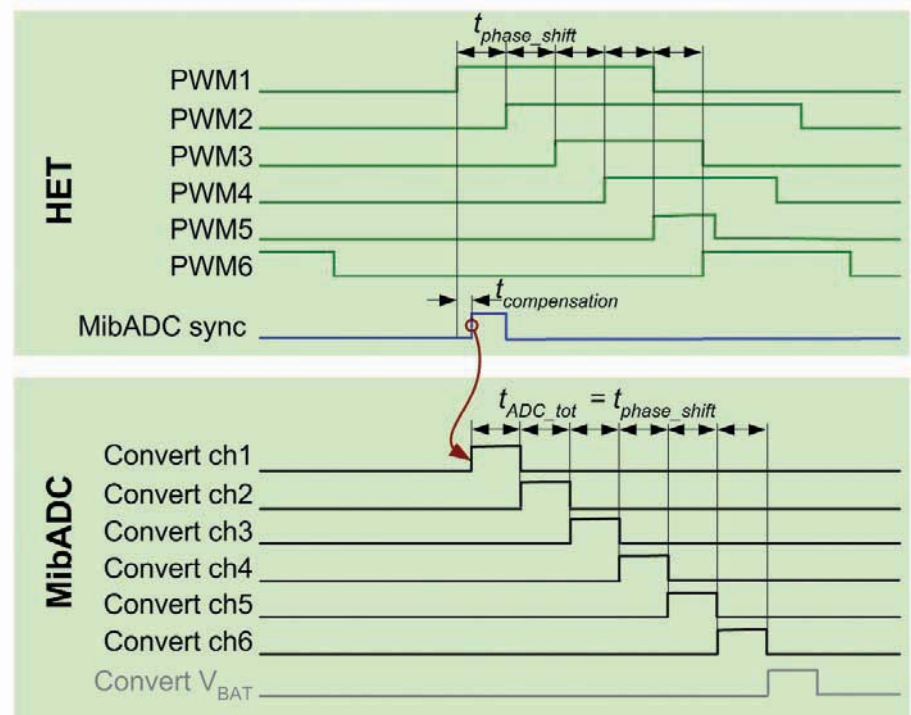 HET
t_phase_shift
PWM1
PWM2
PWM3
PWM4
PWM5
PWM6
t_compensation
MibADC sync
MibADC
t_ADC_tot = t_phase_shift
Convert ch1
Convert ch2
Convert ch3
Convert ch4
Convert ch5
Convert ch6
Convert V_BAT